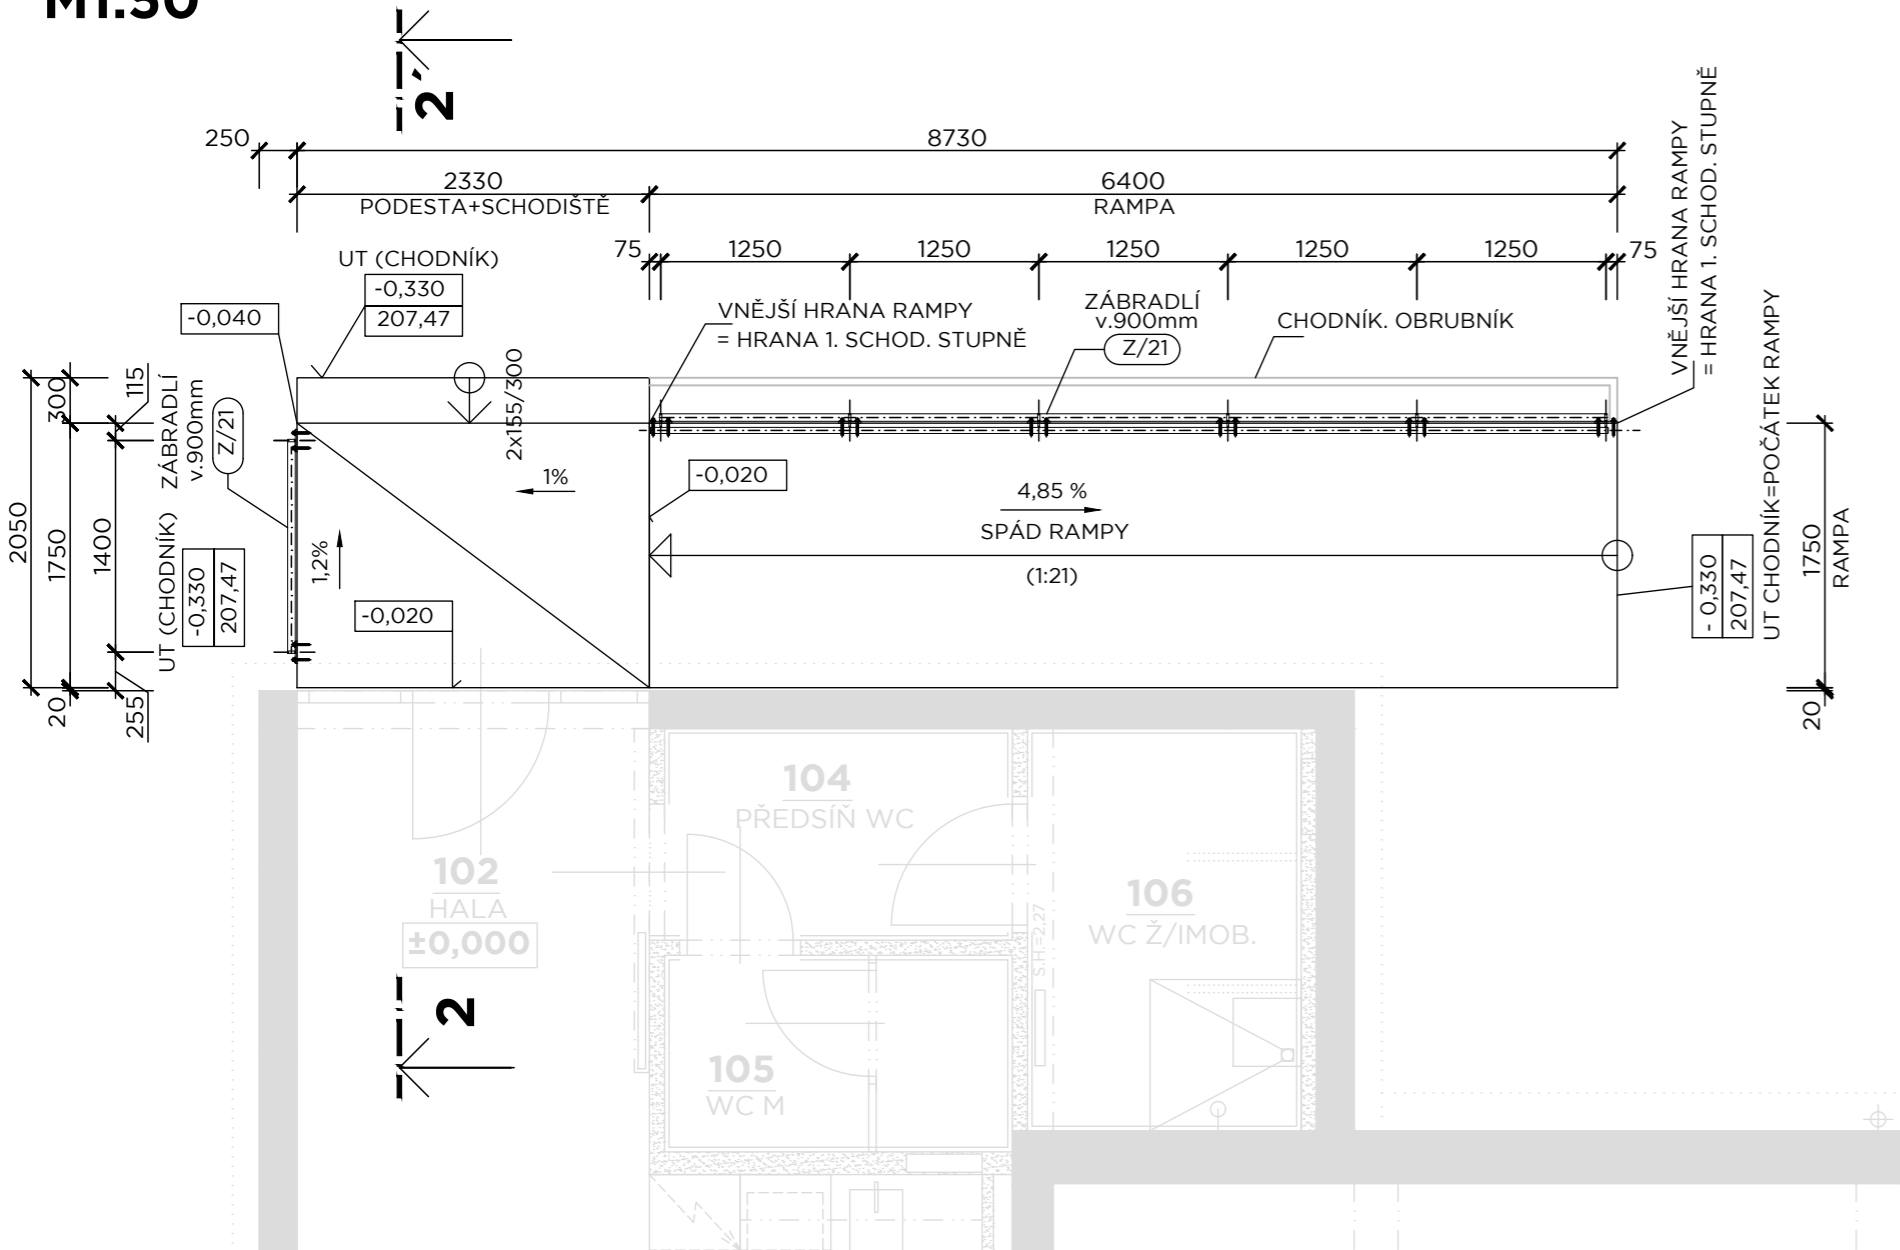 M1:50
2'
250
8730
2330
6400
PODESTA+SCHODIŠTĚ
RAMPA
75
1250
1250
1250
1250
1250
75
UT (CHODNÍK)
-0,330
207,47
-0,040
VNĚJŠÍ HRANA RAMPY
= HRANA 1. SCHOD. STUPNĚ
ZÁBRADLÍ
v.900mm
Z/21
CHODNÍK. OBRUBNÍK
VNĚJŠÍ HRANA RAMPY
= HRANA 1. SCHOD. STUPNĚ
2x155/300
2050
300
1750
20
115
1400
255
ZÁBRADLÍ
v.900mm
Z/21
UT (CHODNÍK)
-0,330
207,47
1%
1,2%
-0,020
-0,020
4,85 %
SPÁD RAMPY
(1:21)
- 0,330
207,47
UT CHODNÍK=POČÁTEK RAMPY
1750
RAMPA
20
104
PŘEDSÍŇ WC
102
HALA
±0,000
106
WC Ž/IMOB.
S.H.=2,27
2
105
WC M